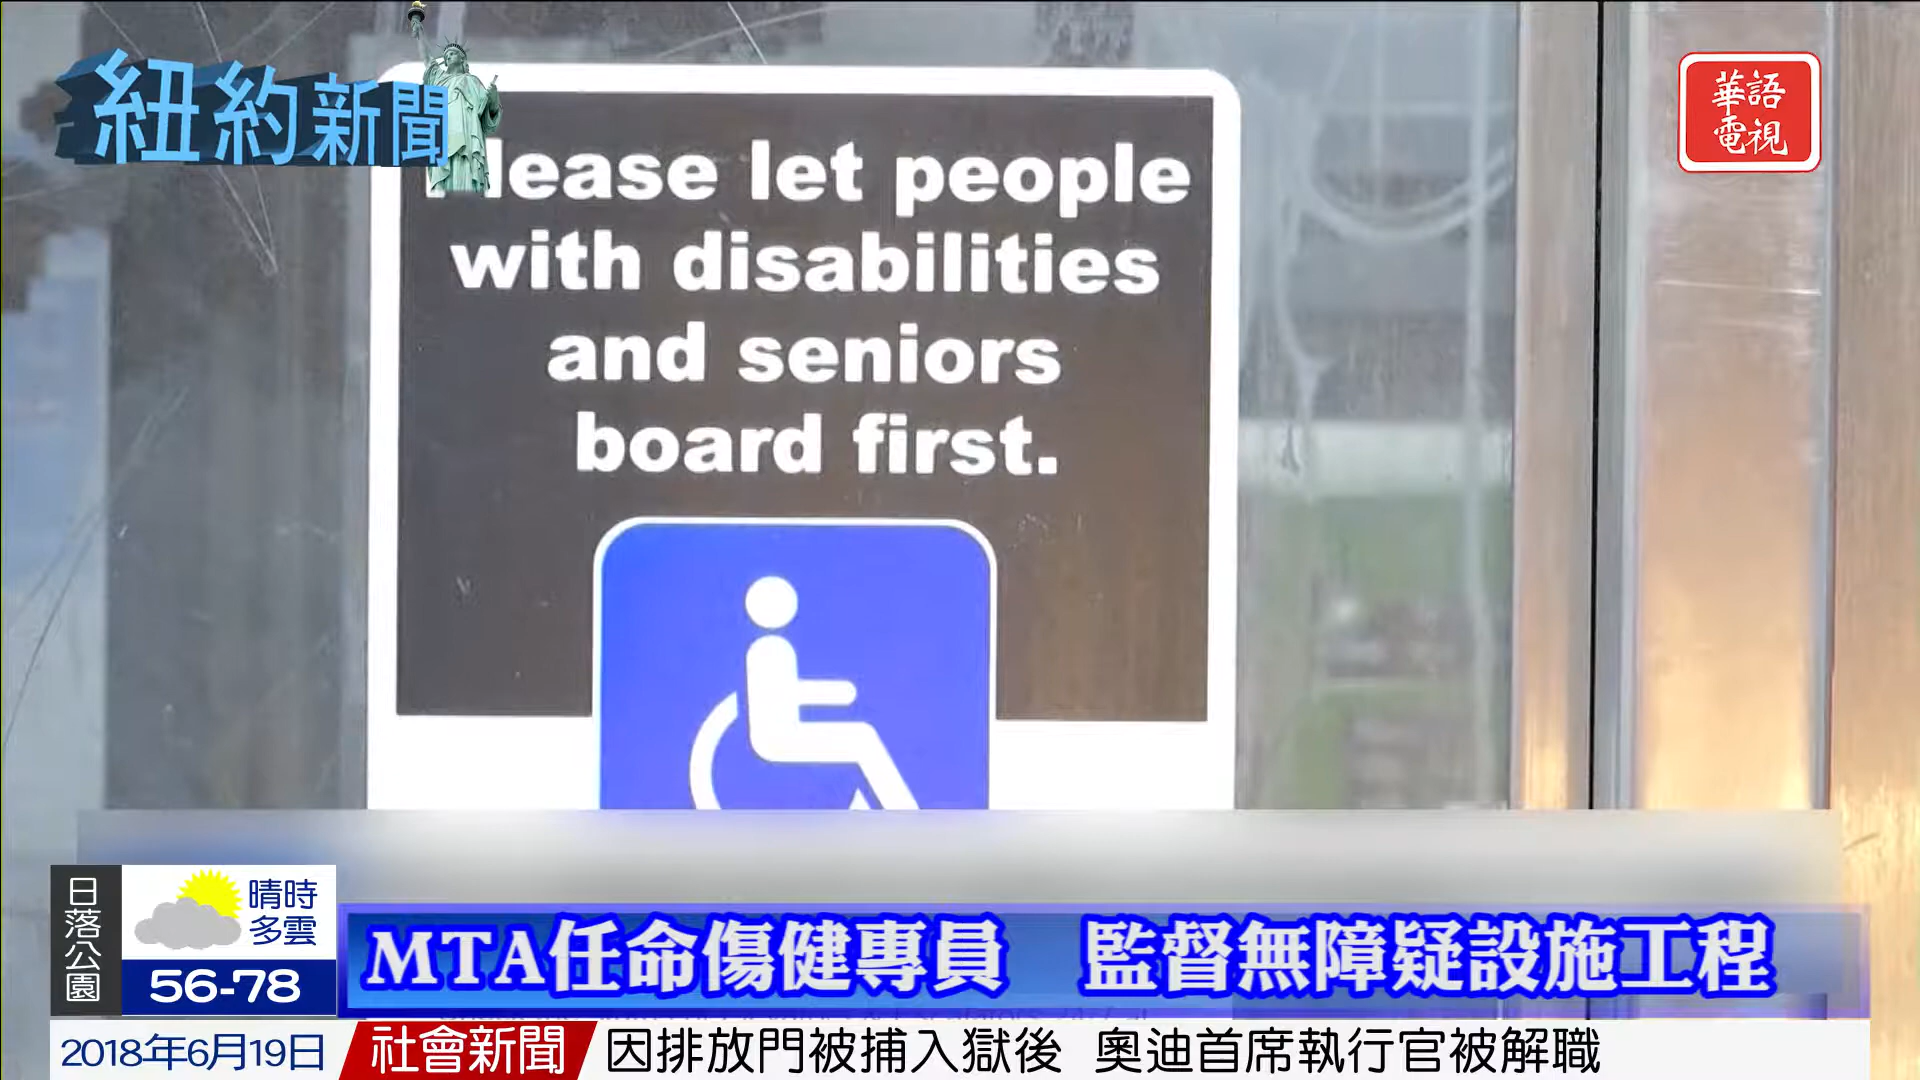 紐約新聞
華語
電視
Please let people
with disabilities
and seniors
board first.
日落公園
晴時
多雲
56-78
MTA任命傷健專員 監督無障疑設施工程
2018年6月19日
社會新聞
因排放門被捕入獄後 奧迪首席執行官被解職